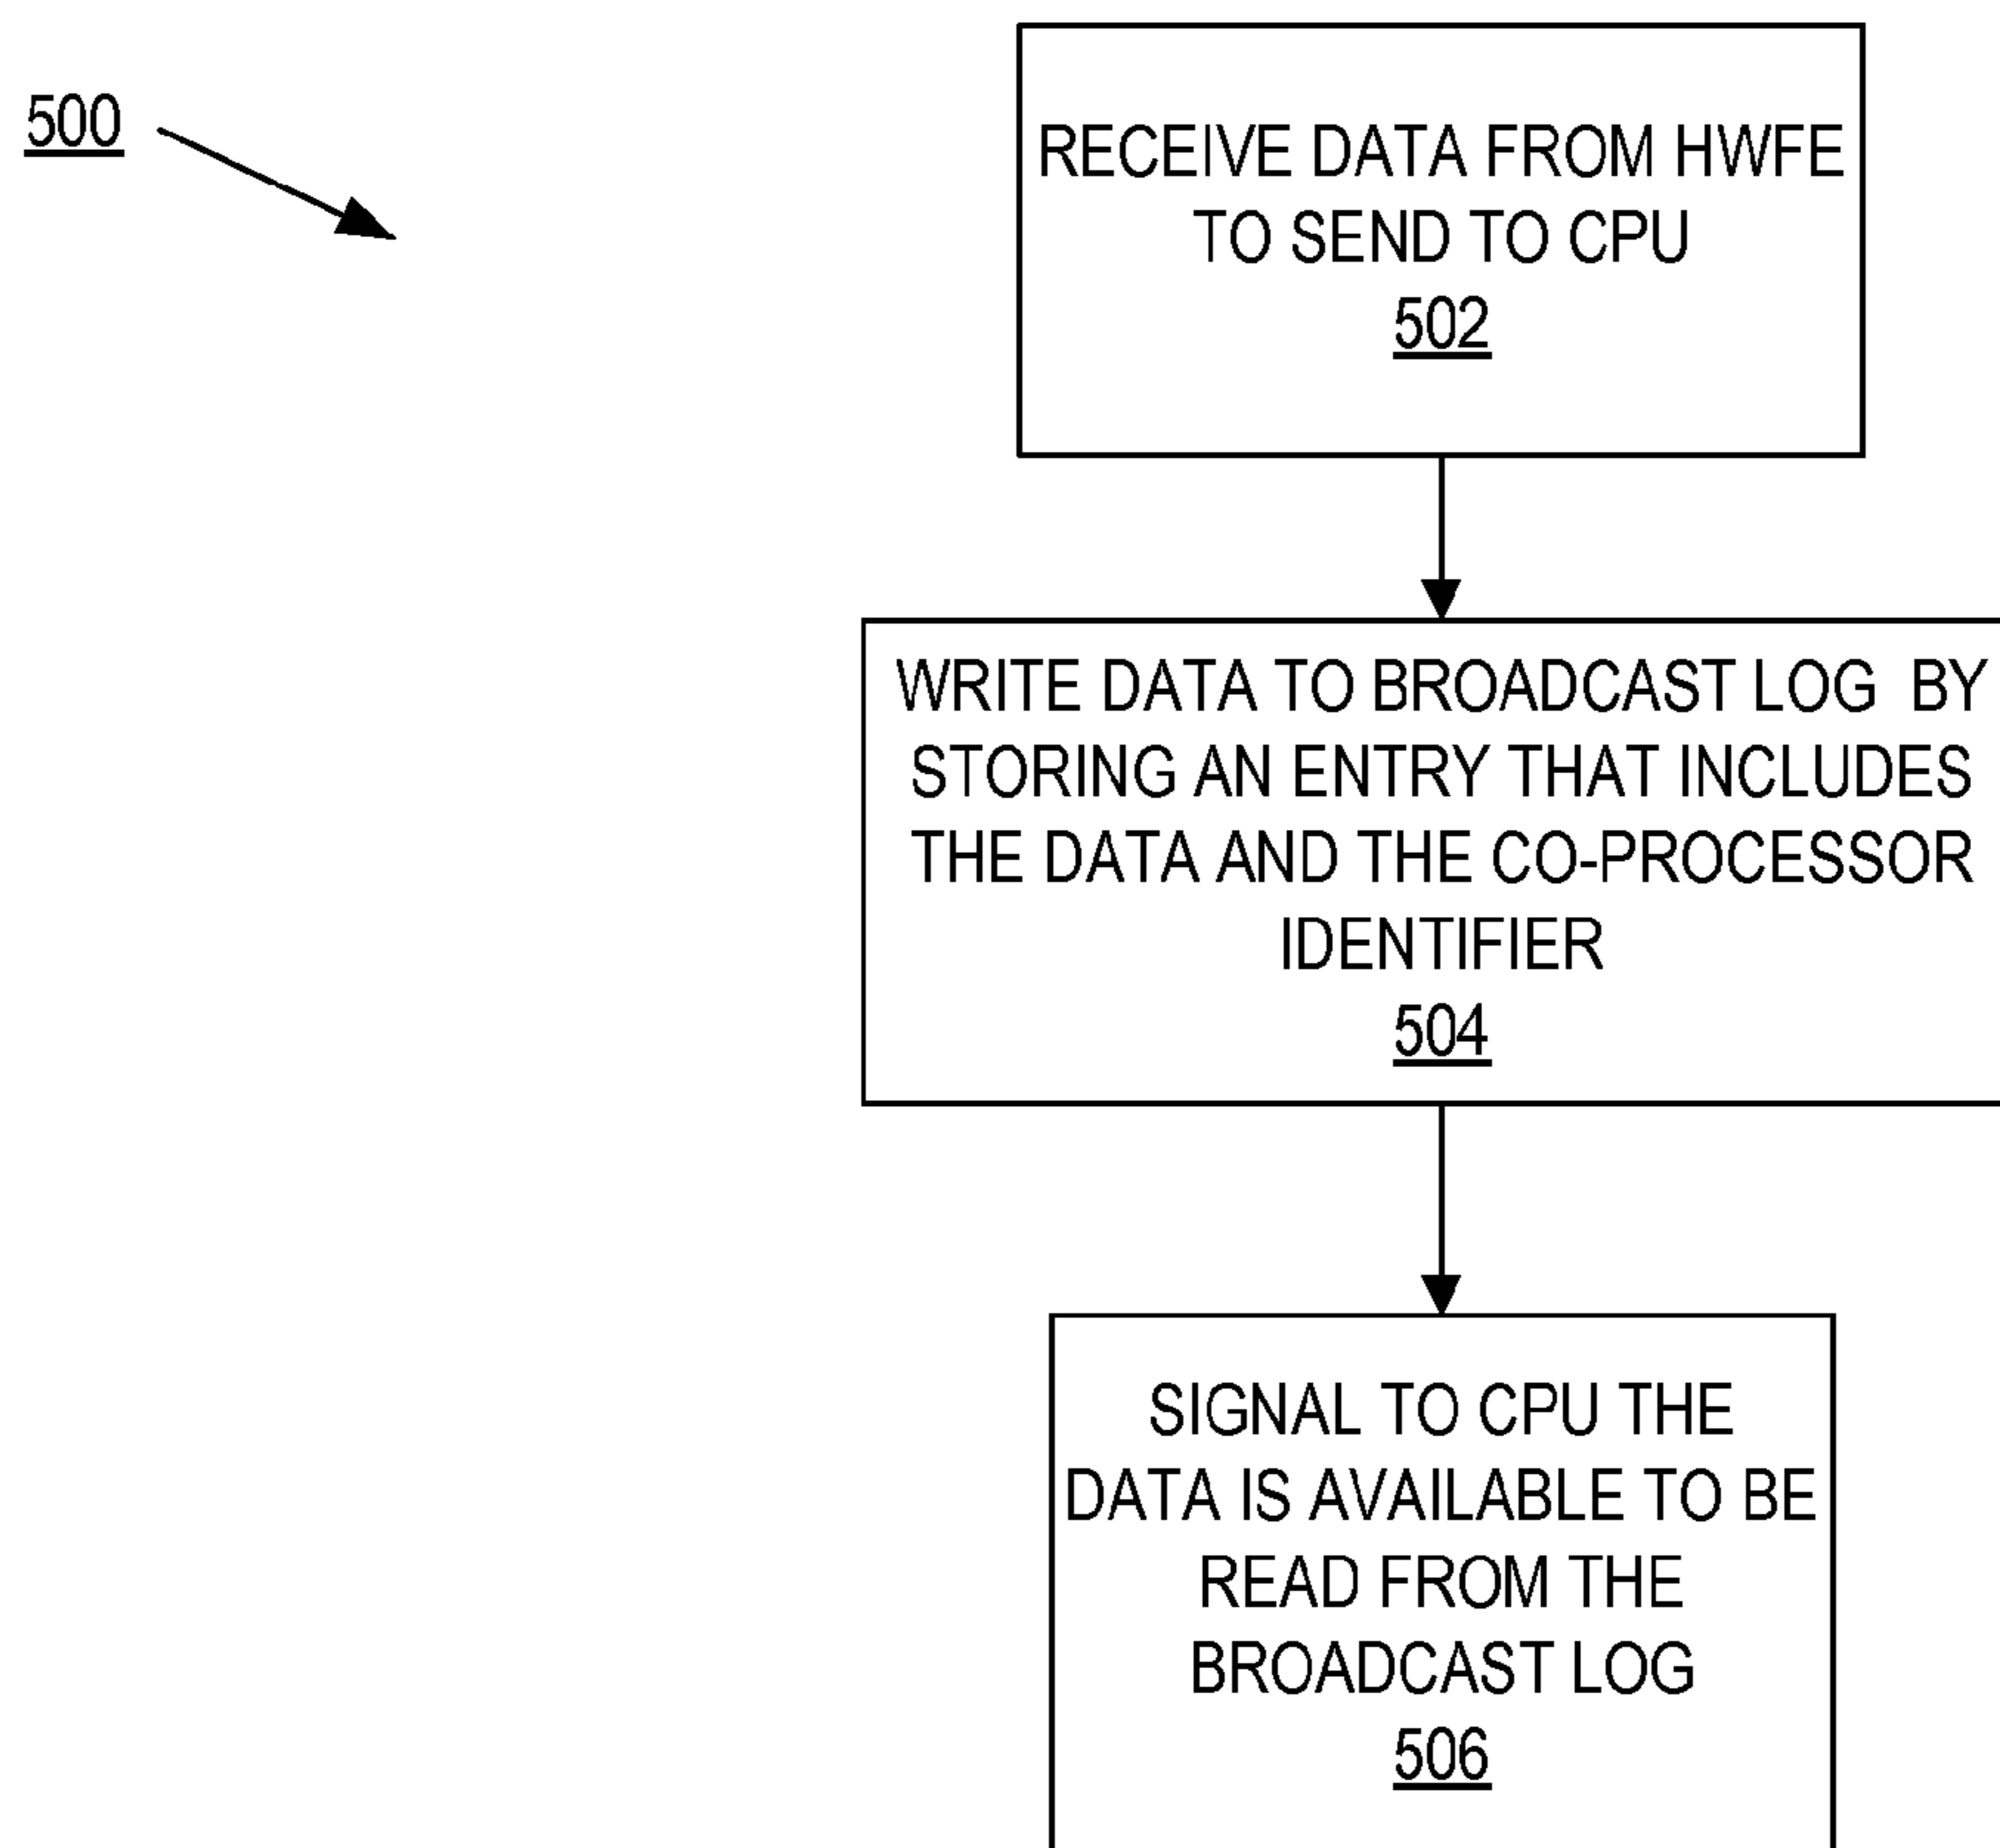 500
RECEIVE DATA FROM HWFE
TO SEND TO CPU
502
WRITE DATA TO BROADCAST LOG  BY
STORING AN ENTRY THAT INCLUDES
THE DATA AND THE CO-PROCESSOR
IDENTIFIER
504
SIGNAL TO CPU THE
DATA IS AVAILABLE TO BE
READ FROM THE
BROADCAST LOG
506